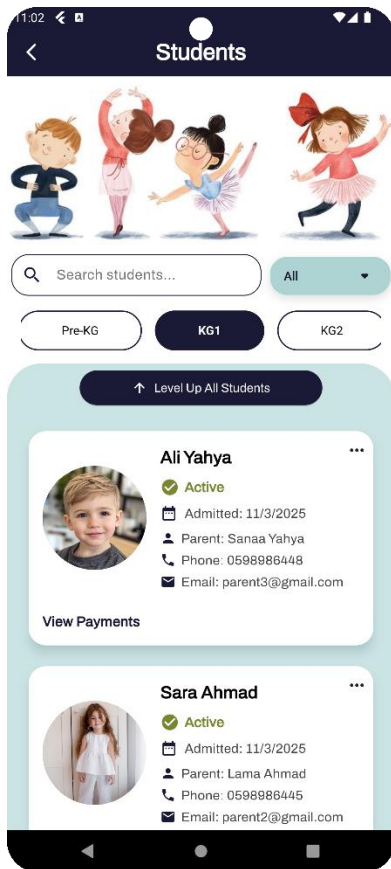 11:02
Students
Search students...
All
Pre-KG
KG1
KG2
Level Up All Students
Ali Yahya
Active
Admitted: 11/3/2025
Parent: Sanaa Yahya
Phone: 0598986448
Email: parent3@gmail.com
View Payments
Sara Ahmad
Active
Admitted: 11/3/2025
Parent: Lama Ahmad
Phone: 0598986445
Email: parent2@gmail.com